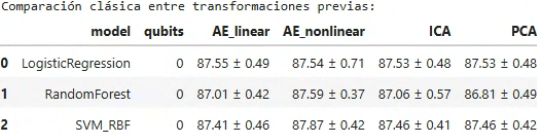 Comparación clásica entre transformaciones previas:
model qubits AE_linear AE_nonlinear ICA PCA
0 LogisticRegression 0 87.55 ± 0.49 87.54 ± 0.71 87.53 ± 0.48 87.53 ± 0.48
1 RandomForest 0 87.01 ± 0.42 87.59 ± 0.37 87.06 ± 0.57 86.81 ± 0.49
2 SVM_RBF 0 87.41 ± 0.46 87.87 ± 0.42 87.46 ± 0.41 87.46 ± 0.42